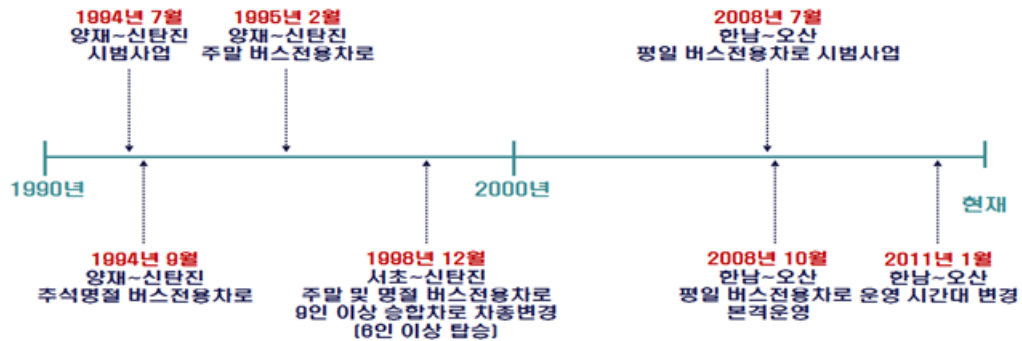 1994년 7월
양재~신탄진
시범사업
1995년 2월
양재~신탄진
주말 버스전용차로
2008년 7월
한남~오산
평일 버스전용차로 시범사업
1990년
2000년
현재
1994년 9월
양재~신탄진
추석명절 버스전용차로
1998년 12월
서초~신탄진
주말 및 명절 버스전용차로
9인 이상 승합차로 차종변경
(6인 이상 탑승)
2008년 10월
한남~오산
평일 버스전용차로
본격운영
2011년 1월
한남~오산
운영 시간대 변경